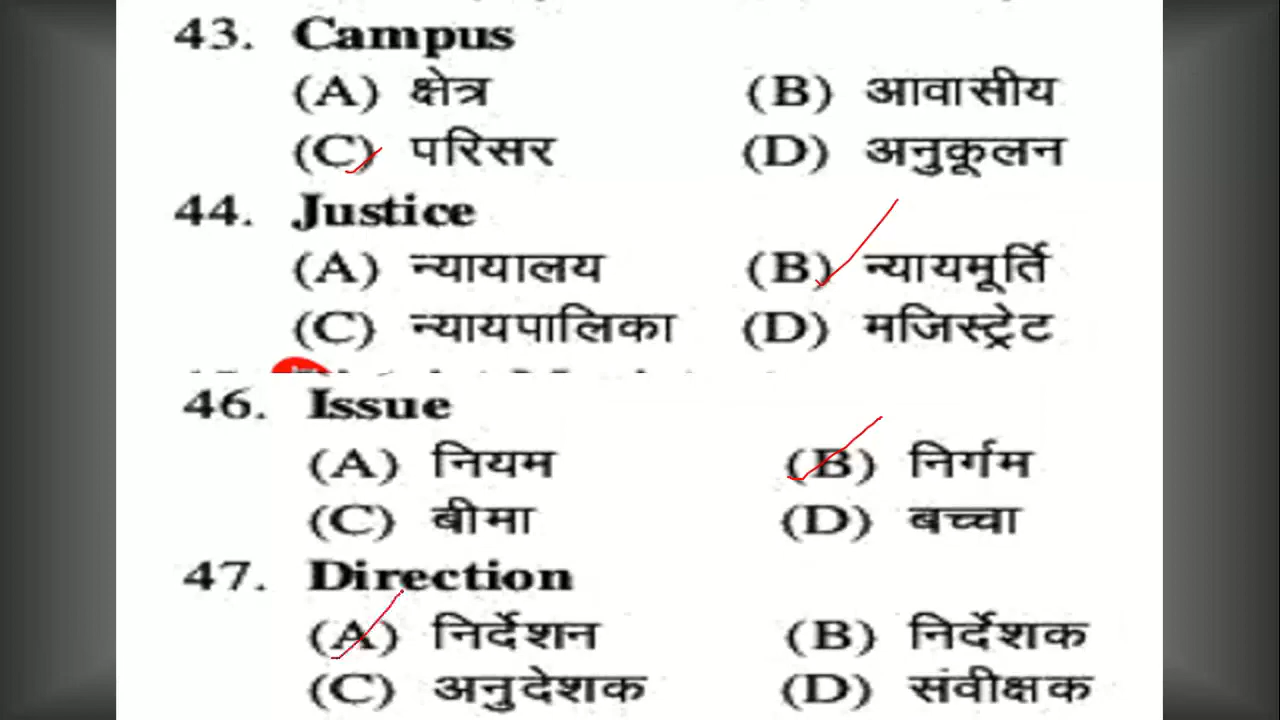 43. Campus
(A) क्षेत्र (B) आवासीय
(C) परिसर (D) अनुकूलन
44. Justice
(A) न्यायालय (B) न्यायमूर्ति
(C) न्यायपालिका (D) मजिस्ट्रेट
46. Issue
(A) नियम (B) निर्गम
(C) बीमा (D) बच्चा
47. Direction
(A) निर्देशन (B) निर्देशक
(C) अनुदेशक (D) संवीक्षक